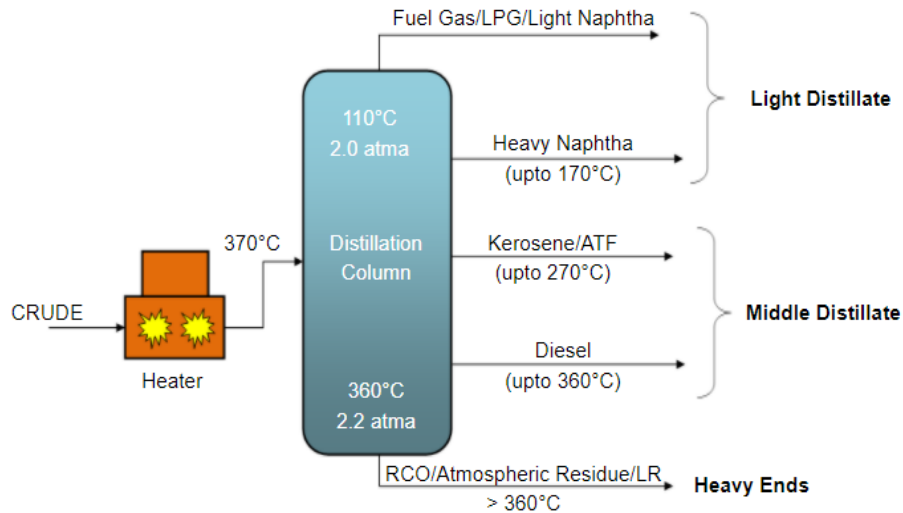 Fuel Gas/LPG/Light Naphtha
Light Distillate
110°C
2.0 atma
Heavy Naphtha
(upto 170°C)
370°C
Distillation
Column
Kerosene/ATF
(upto 270°C)
CRUDE
Middle Distillate
Heater
Diesel
(upto 360°C)
360°C
2.2 atma
RCO/Atmospheric Residue/LR
> 360°C
Heavy Ends